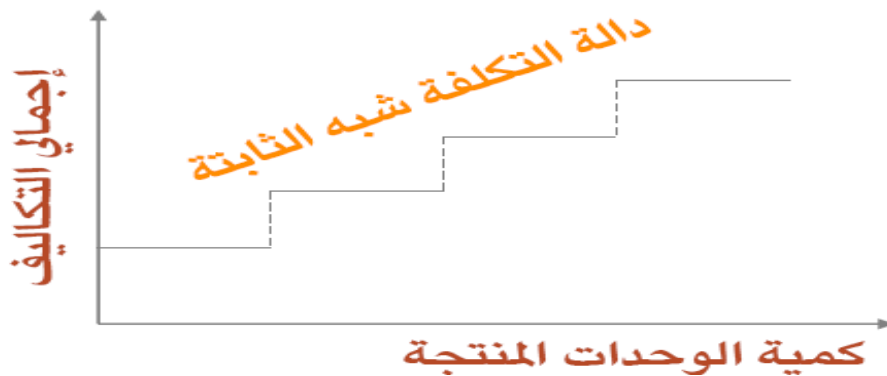 دالة التكلفة شبه الثابتة
إجمالي التكاليف
كمية الوحدات المنتجة